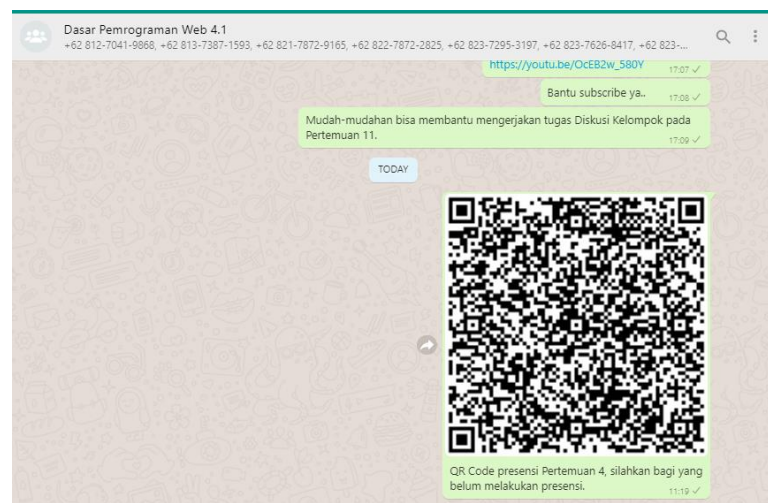 Dasar Pemrograman Web 4.1
+62 812-7041-9868, +62 813-7387-1593, +62 821-7872-9165, +62 822-7872-2825, +62 823-7295-3197, +62 823-7626-8417, +62 823-...
https://youtu.be/OcEB2w_580Y
17:07
Bantu subscribe ya..
17:08
Mudah-mudahan bisa membantu mengerjakan tugas Diskusi Kelompok pada
Pertemuan 11.
17:09
TODAY
QR Code presensi Pertemuan 4, silahkan bagi yang
belum melakukan presensi.
11:19